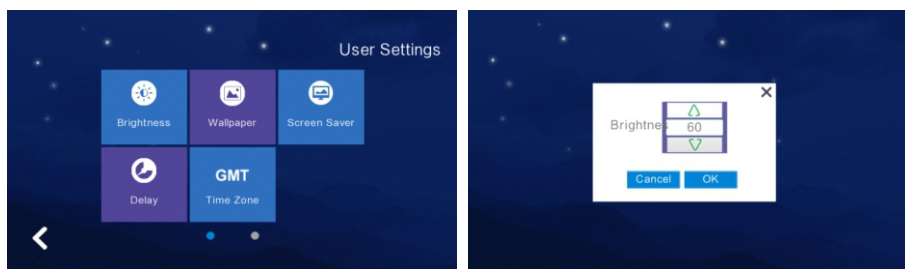 User Settings
Brightness
Wallpaper
Screen Saver
Delay
GMT
Time Zone
Brightnes
60
Cancel
OK